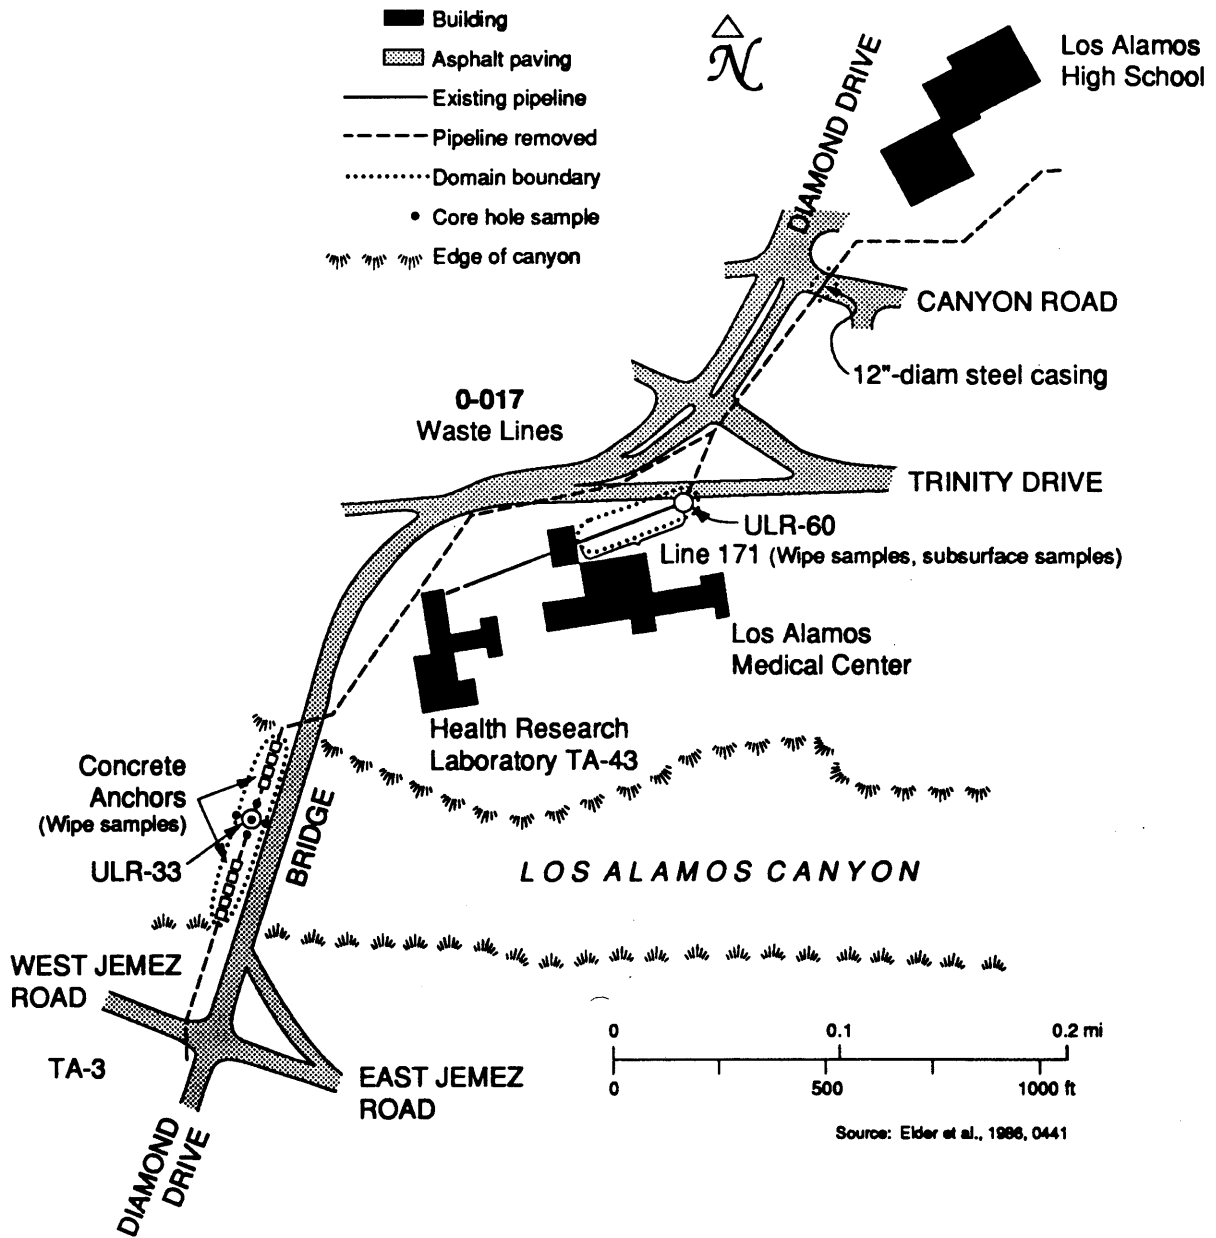 Building
Asphalt paving
Existing pipeline
Pipeline removed
Domain boundary
Core hole sample
Edge of canyon
N
DIAMOND DRIVE
Los Alamos
High School
CANYON ROAD
12"-diam steel casing
0-017
Waste Lines
TRINITY DRIVE
ULR-60
Line 171 (Wipe samples, subsurface samples)
Los Alamos
Medical Center
Health Research
Laboratory TA-43
Concrete
Anchors
(Wipe samples)
ULR-33
BRIDGE
LOS ALAMOS CANYON
WEST JEMEZ
ROAD
TA-3
EAST JEMEZ
ROAD
DIAMOND
DRIVE
0 0.1 0.2 mi
0 500 1000 ft
Source: Elder et al., 1986, 0441